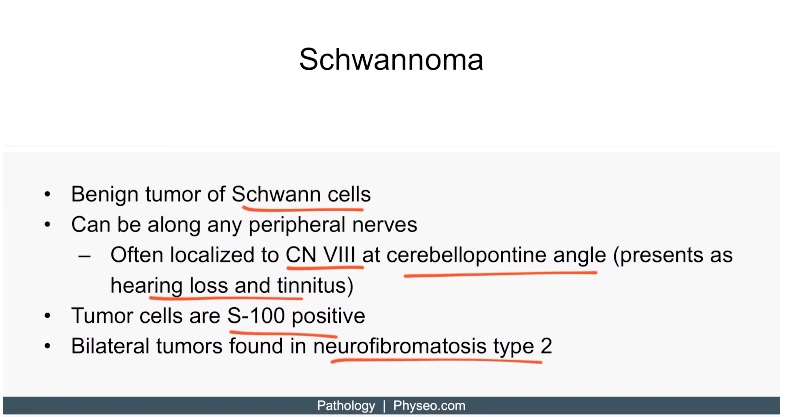 Schwannoma
• Benign tumor of Schwann cells
• Can be along any peripheral nerves
– Often localized to CN VIII at cerebellopontine angle (presents as
hearing loss and tinnitus)
• Tumor cells are S-100 positive
• Bilateral tumors found in neurofibromatosis type 2
Pathology | Physeo.com